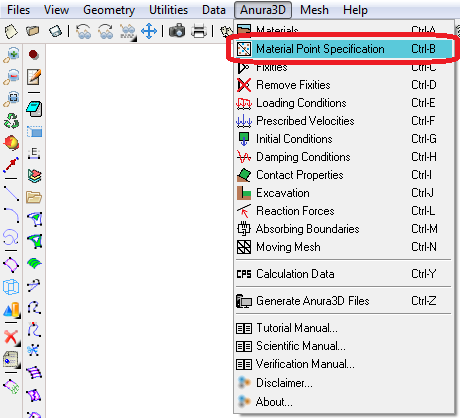 Files View Geometry Utilities Data Anura3D Mesh Help
Materials Ctrl-A
Material Point Specification Ctrl-B
Fixities Ctrl-C
Remove Fixities Ctrl-D
Loading Conditions Ctrl-E
Prescribed Velocities Ctrl-F
Initial Conditions Ctrl-G
Damping Conditions Ctrl-H
Contact Properties Ctrl-I
Excavation Ctrl-J
Reaction Forces Ctrl-L
Absorbing Boundaries Ctrl-M
Moving Mesh Ctrl-N
CPS Calculation Data Ctrl-Y
Generate Anura3D Files Ctrl-Z
Tutorial Manual...
Scientific Manual...
Verification Manual...
Disclaimer...
About...